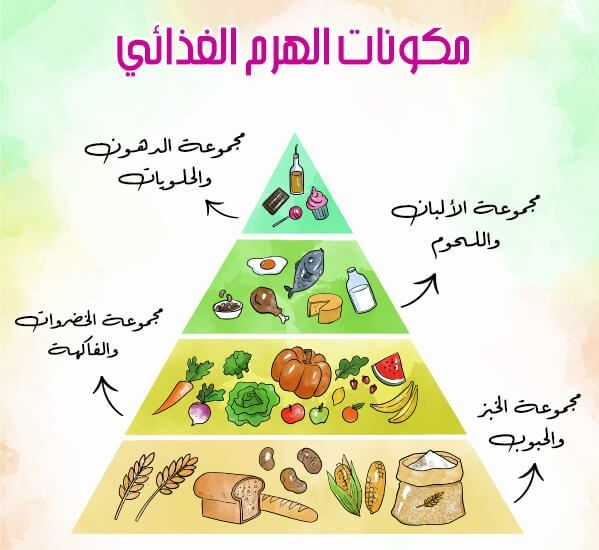 مكونات الهرم الغذائي
مجموعة الدهون
والحلويات
مجموعة الألبان
واللحوم
مجموعة الخضروات
والفاكهة
مجموعة الخبز
والحبوب